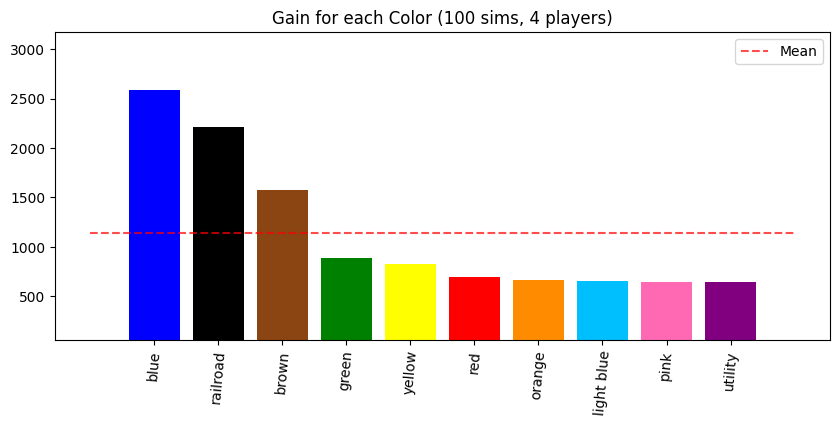 Gain for each Color (100 sims, 4 players)
Mean
3000
2500
2000
1500
1000
500
blue
railroad
brown
green
yellow
red
orange
light blue
pink
utility